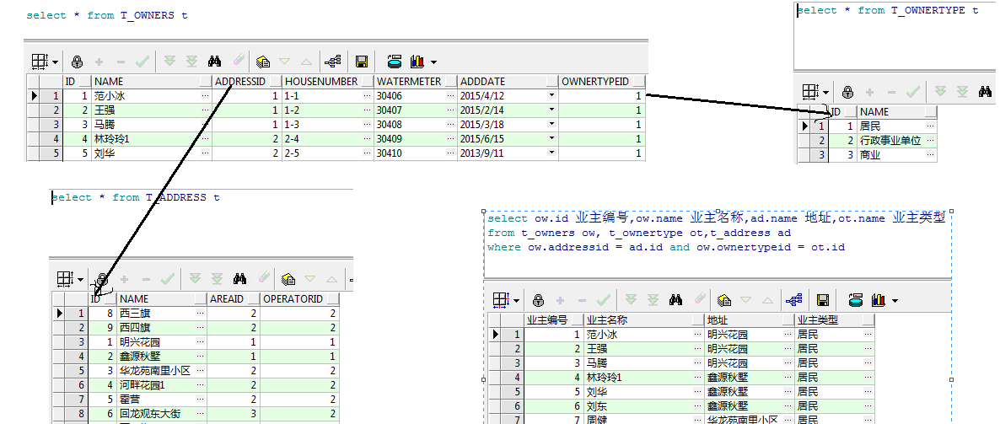 select * from T_OWNERS t
ID NAME ADDRESSID HOUSENUMBER WATERMETER ADDDATE OWNERTYPEID
1 1 范小冰 ... 1 1-1 ... 30406 ... 2015/4/12 1
2 2 王强 ... 1 1-2 ... 30407 ... 2015/2/14 1
3 3 马腾 ... 1 1-3 ... 30408 ... 2015/3/18 1
4 4 林玲玲1 ... 2 2-4 ... 30409 ... 2015/6/15 1
5 5 刘华 ... 2 2-5 ... 30410 ... 2013/9/11 1
select * from T_OWNERTYPE t
ID NAME
1 1 居民 ...
2 2 行政事业单位 ...
3 3 商业 ...
select * from T_ADDRESS t
ID NAME AREAID OPERATORID
1 8 西三旗 ... 2 2
2 9 西四旗 ... 2 2
3 1 明兴花园 ... 1 1
4 2 鑫源秋墅 ... 1 1
5 3 华龙苑南里小区 ... 2 2
6 4 河畔花园1 ... 2 2
7 5 霍营 ... 2 2
8 6 回龙观东大街 ... 3 2
select ow.id 业主编号,ow.name 业主名称,ad.name 地址,ot.name 业主类型
from t_owners ow, t_ownertype ot,t_address ad
where ow.addressid = ad.id and ow.ownertypeid = ot.id
业主编号 业主名称 地址 业主类型
1 1 范小冰 ... 明兴花园 ... 居民 ...
2 2 王强 ... 明兴花园 ... 居民 ...
3 3 马腾 ... 明兴花园 ... 居民 ...
4 4 林玲玲1 ... 鑫源秋墅 ... 居民 ...
5 5 刘华 ... 鑫源秋墅 ... 居民 ...
6 6 刘东 ... 鑫源秋墅 ... 居民 ...
7 7 周健 ... 华龙苑南里小区 ... 居民 ...